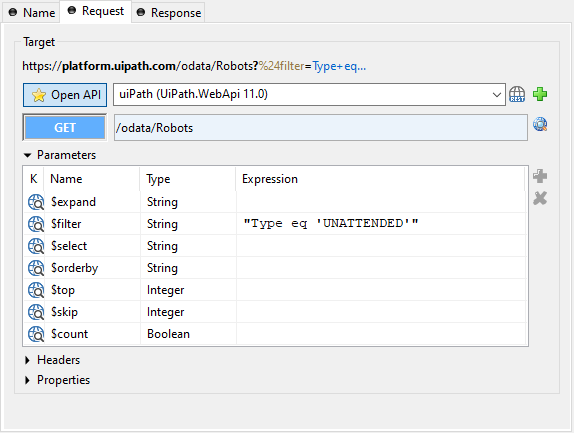 Name Request Response
Target
https://platform.uipath.com/odata/Robots?%24filter=Type+eq...
Open API uiPath (UiPath.WebApi 11.0) REST
GET /odata/Robots
Parameters
K Name Type Expression
$expand String
$filter String "Type eq 'UNATTENDED'"
$select String
$orderby String
$top Integer
$skip Integer
$count Boolean
Headers
Properties